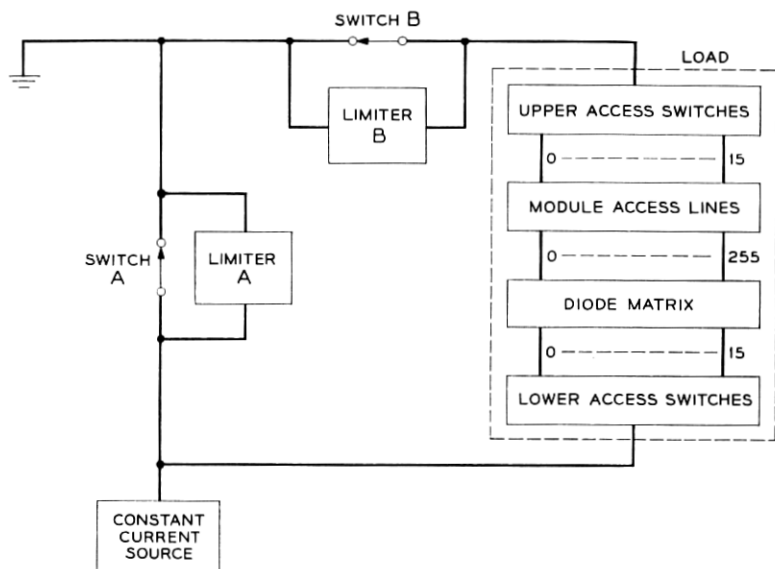 SWITCH B
LOAD
LIMITER
B
UPPER ACCESS SWITCHES
0 15
MODULE ACCESS LINES
SWITCH
A
LIMITER
A
0 255
DIODE MATRIX
0 15
LOWER ACCESS SWITCHES
CONSTANT
CURRENT
SOURCE